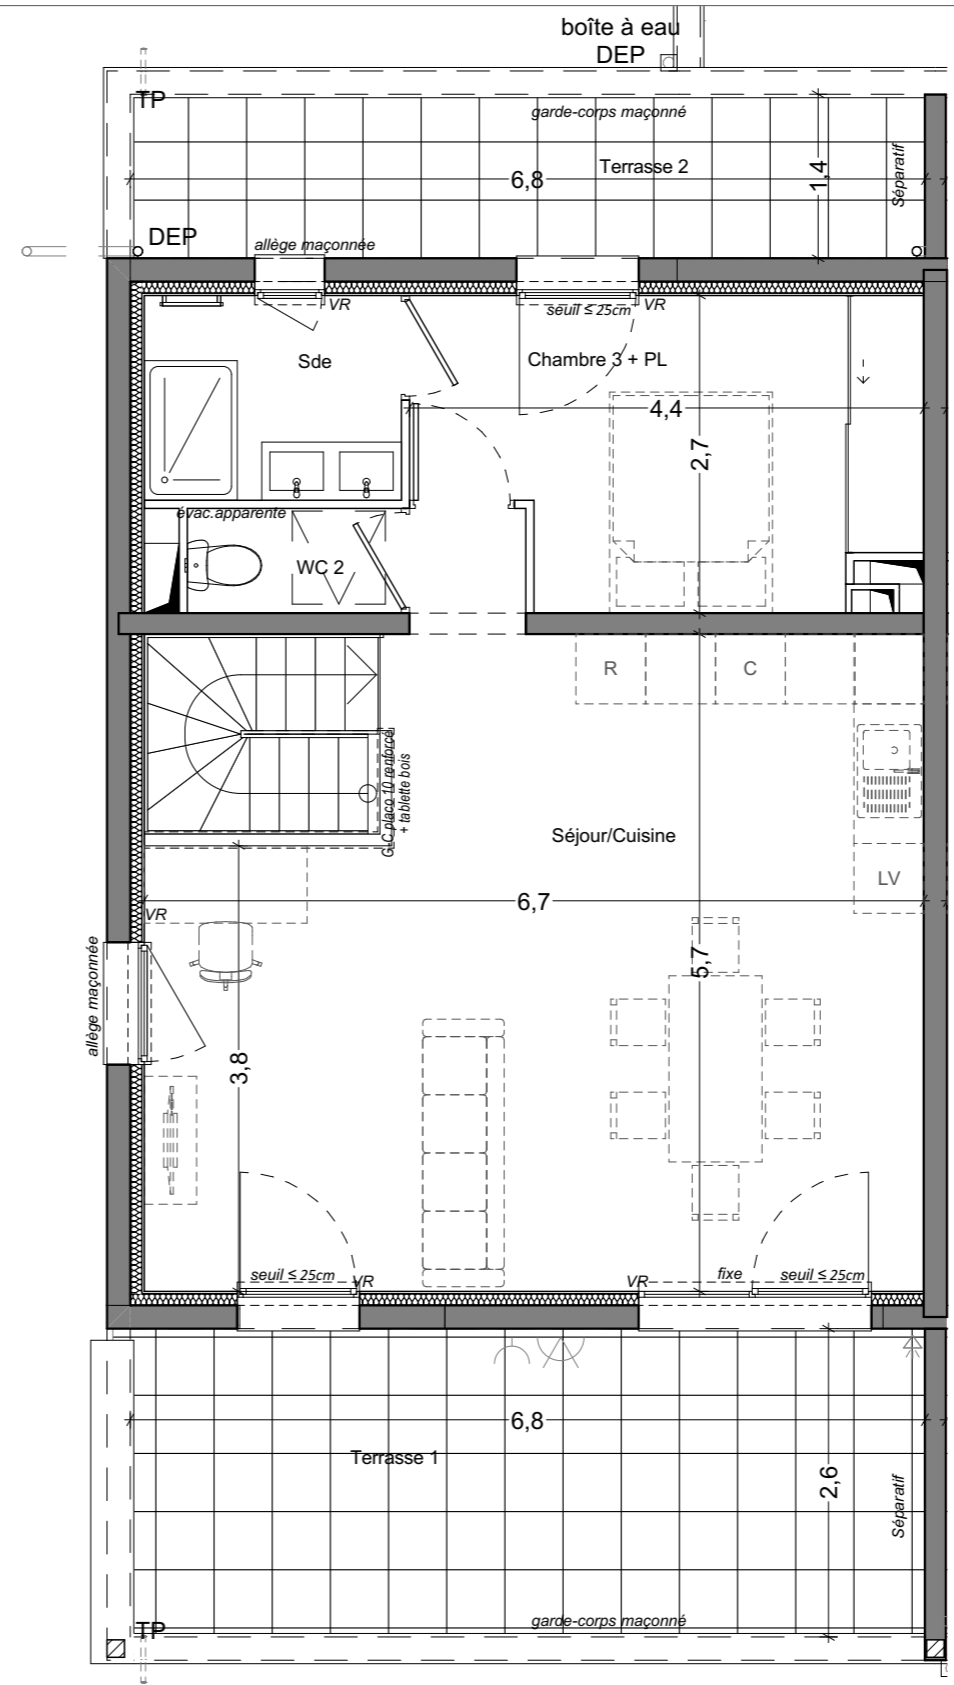 boîte à eau
DEP
TP
garde-corps maçonné
Terrasse 2
6,8
1,4
Séparatif
DEP
allège maçonnée
VR
seuil ≤ 25cm
VR
Sde
Chambre 3 + PL
4,4
2,7
évac.apparente
WC 2
R
C
G-C placo 10 renforcé
+ tablette bois
Séjour/Cuisine
LV
6,7
VR
allège maçonnée
5,7
3,8
seuil ≤ 25cm
VR
VR
fixe
seuil ≤ 25cm
6,8
Terrasse 1
2,6
Séparatif
garde-corps maçonné
TP